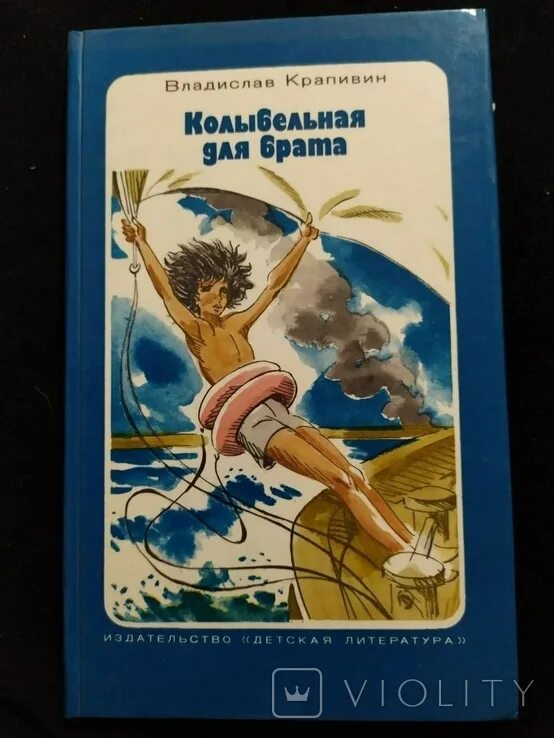 Владислав Крапивин
Колыбельная
для брата
ИЗДАТЕЛЬСТВО «ДЕТСКАЯ ЛИТЕРАТУРА»
VIOLITY